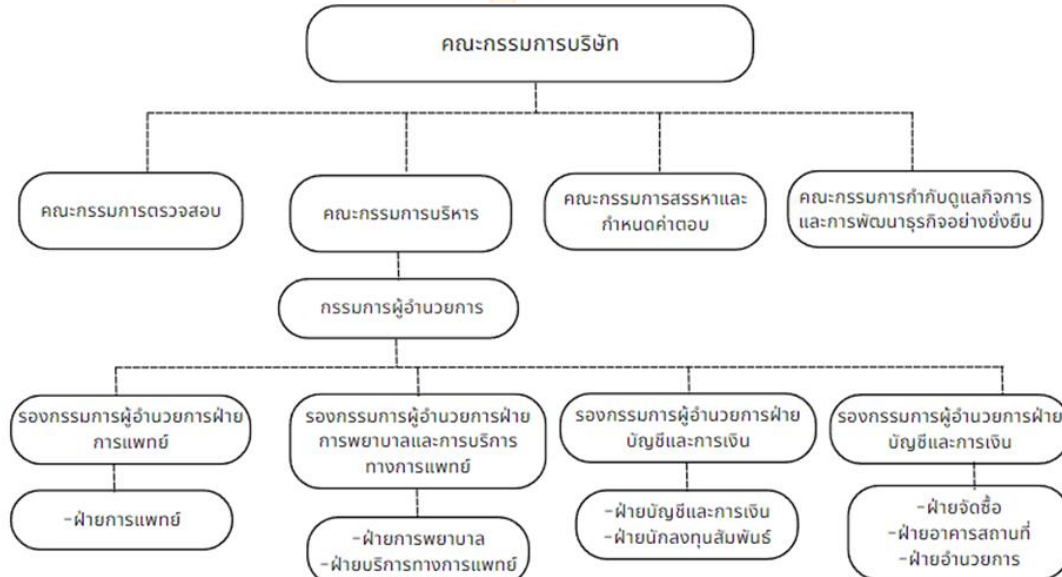 คณะกรรมการบริษัท
คณะกรรมการตรวจสอบ
คณะกรรมการบริหาร
คณะกรรมการสรรหาและ
กำหนดค่าตอบ
คณะกรรมการกำกับดูแลกิจการ
และการพัฒนาธุรกิจอย่างยั่งยืน
กรรมการผู้อำนวยการ
รองกรรมการผู้อำนวยการฝ่าย
การแพทย์
รองกรรมการผู้อำนวยการฝ่าย
การพยาบาลและการบริการ
ทางการแพทย์
รองกรรมการผู้อำนวยการฝ่าย
บัญชีและการเงิน
รองกรรมการผู้อำนวยการฝ่าย
บัญชีและการเงิน
-ฝ่ายการแพทย์
-ฝ่ายการพยาบาล
-ฝ่ายบริการทางการแพทย์
-ฝ่ายบัญชีและการเงิน
-ฝ่ายนักลงทุนสัมพันธ์
-ฝ่ายจัดซื้อ
-ฝ่ายอาคารสถานที่
-ฝ่ายอำนวยการ